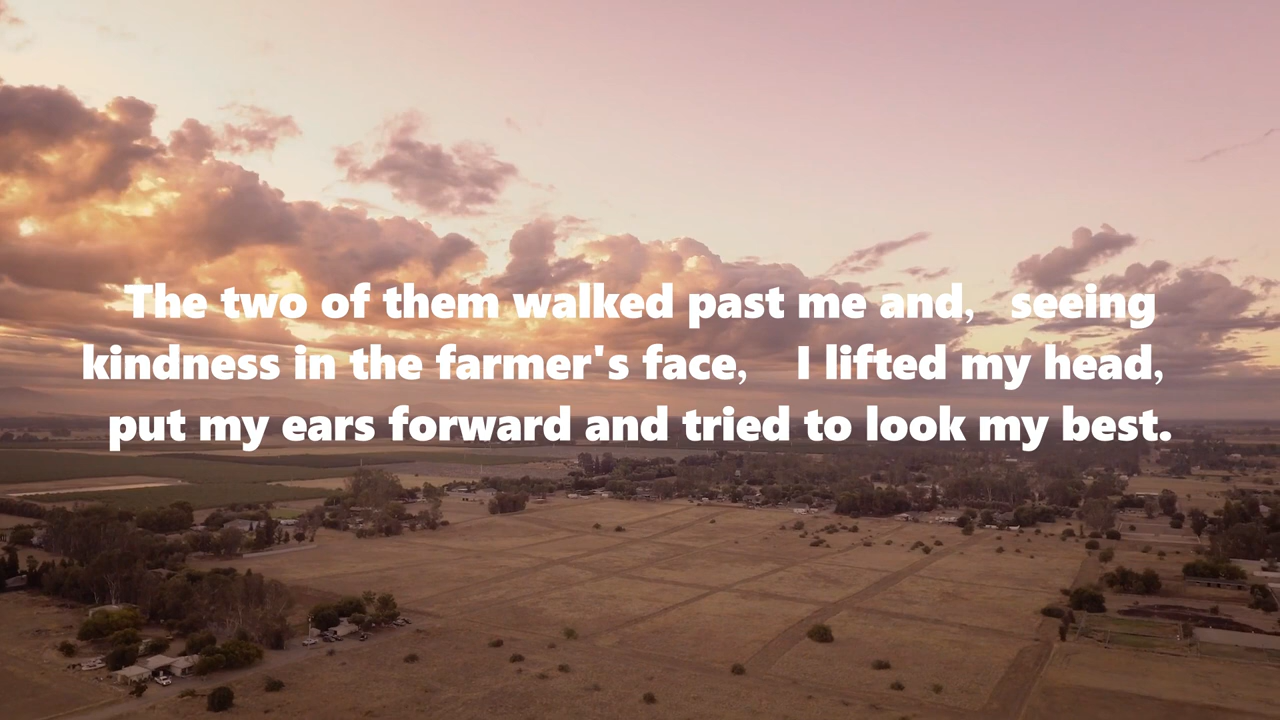 The two of them walked past me and, seeing
kindness in the farmer's face, I lifted my head,
put my ears forward and tried to look my best.